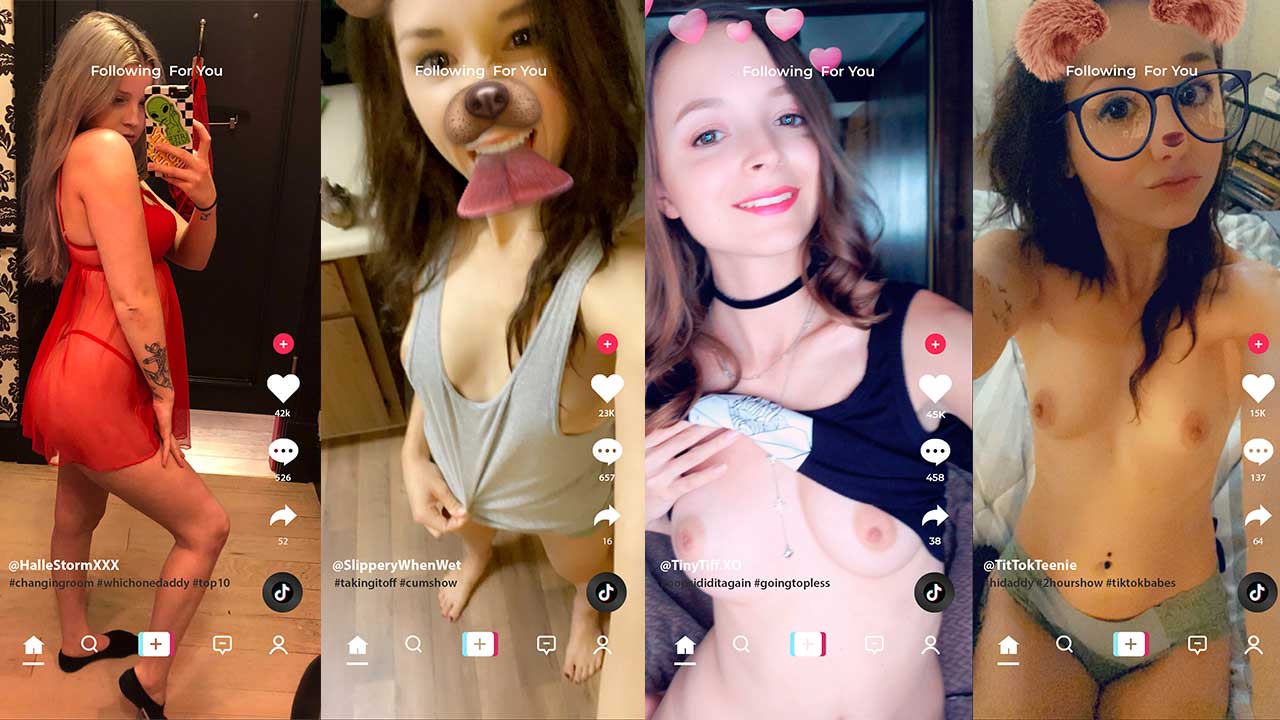 Following For You
42k
526
52
@HalleStormXXX
#changingroom #whichonedaddy #top10
Following For You
23K
657
16
@SlipperyWhenWet
#takingitoff #cumshow
Following For You
45K
458
38
@TinyTiff.XO
#goingtopless
Following For You
15K
137
64
@TitTokTeenie
#hidaddy #2hourshow #tiktokbabes